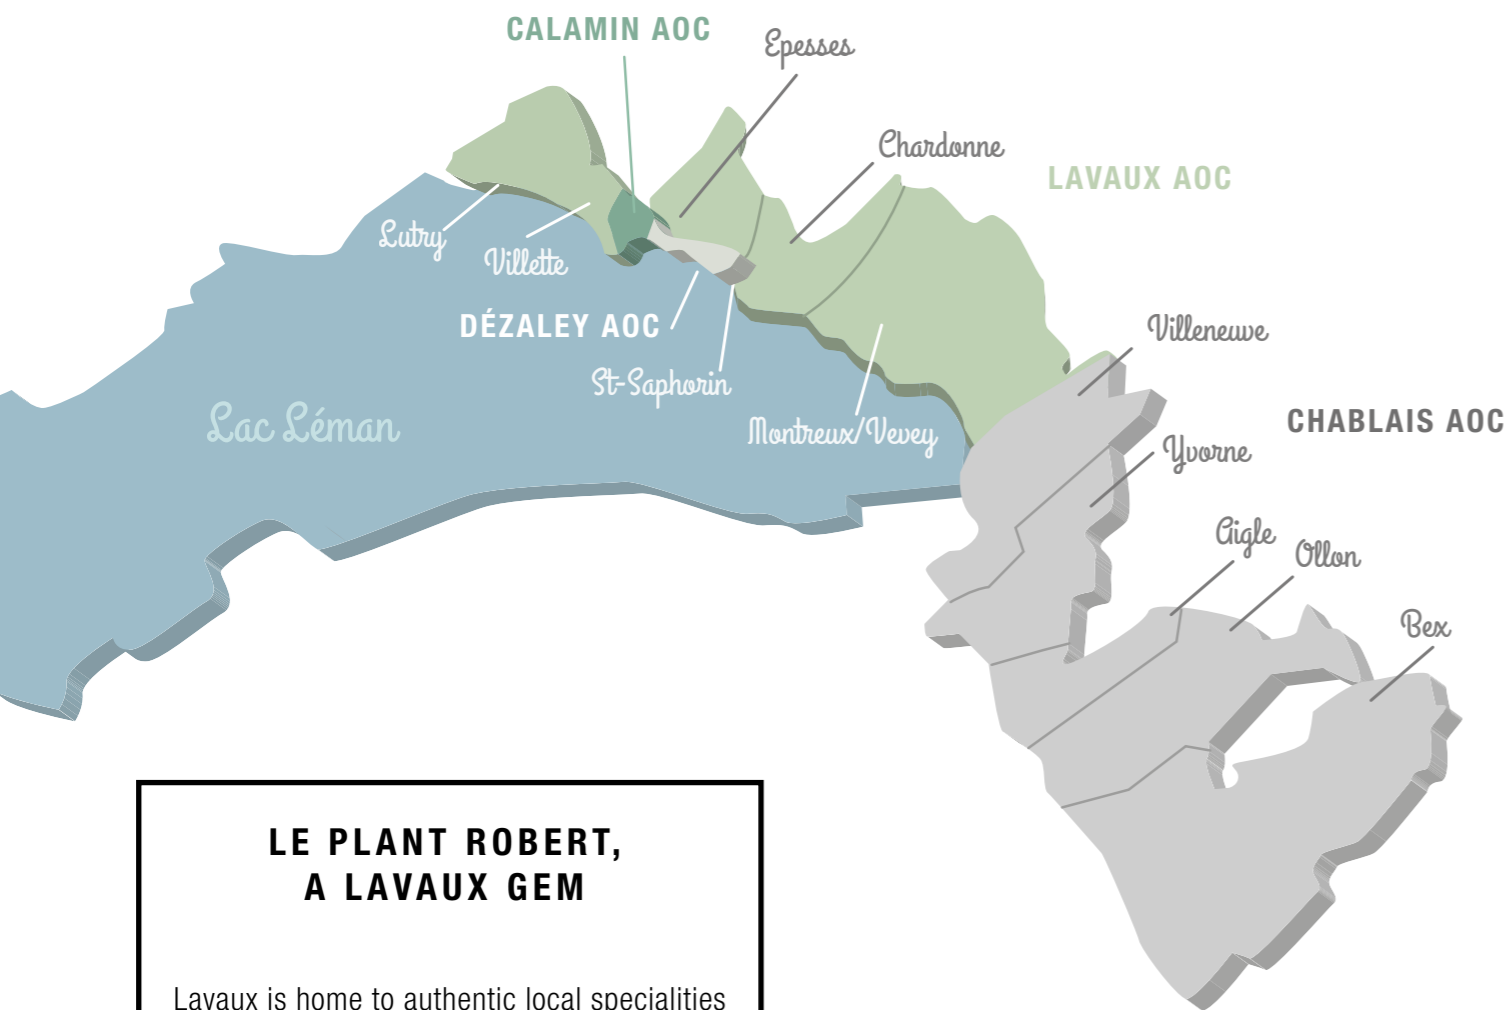 CALAMIN AOC
Epesses
Chardonne
LAVAUX AOC
Lutry
Villette
DÉZALEY AOC
St-Saphorin
Montreux/Vevey
Lac Léman
Villeneuve
CHABLAIS AOC
Yvorne
Aigle
Ollon
Bex
LE PLANT ROBERT,
A LAVAUX GEM
Lavaux is home to authentic local specialities